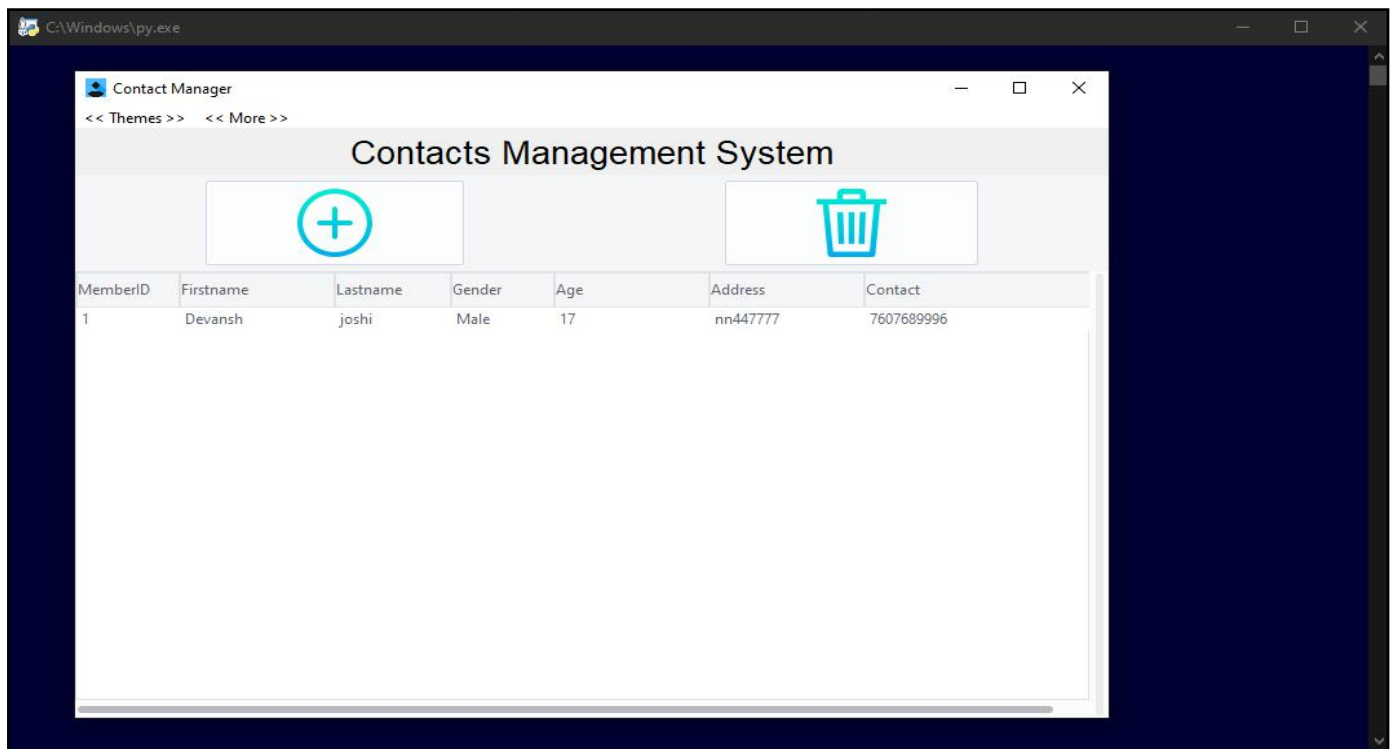 C:\Windows\py.exe
Contact Manager
<< Themes >> << More >>
Contacts Management System
MemberID Firstname Lastname Gender Age Address Contact
1 Devansh joshi Male 17 nn447777 7607689996